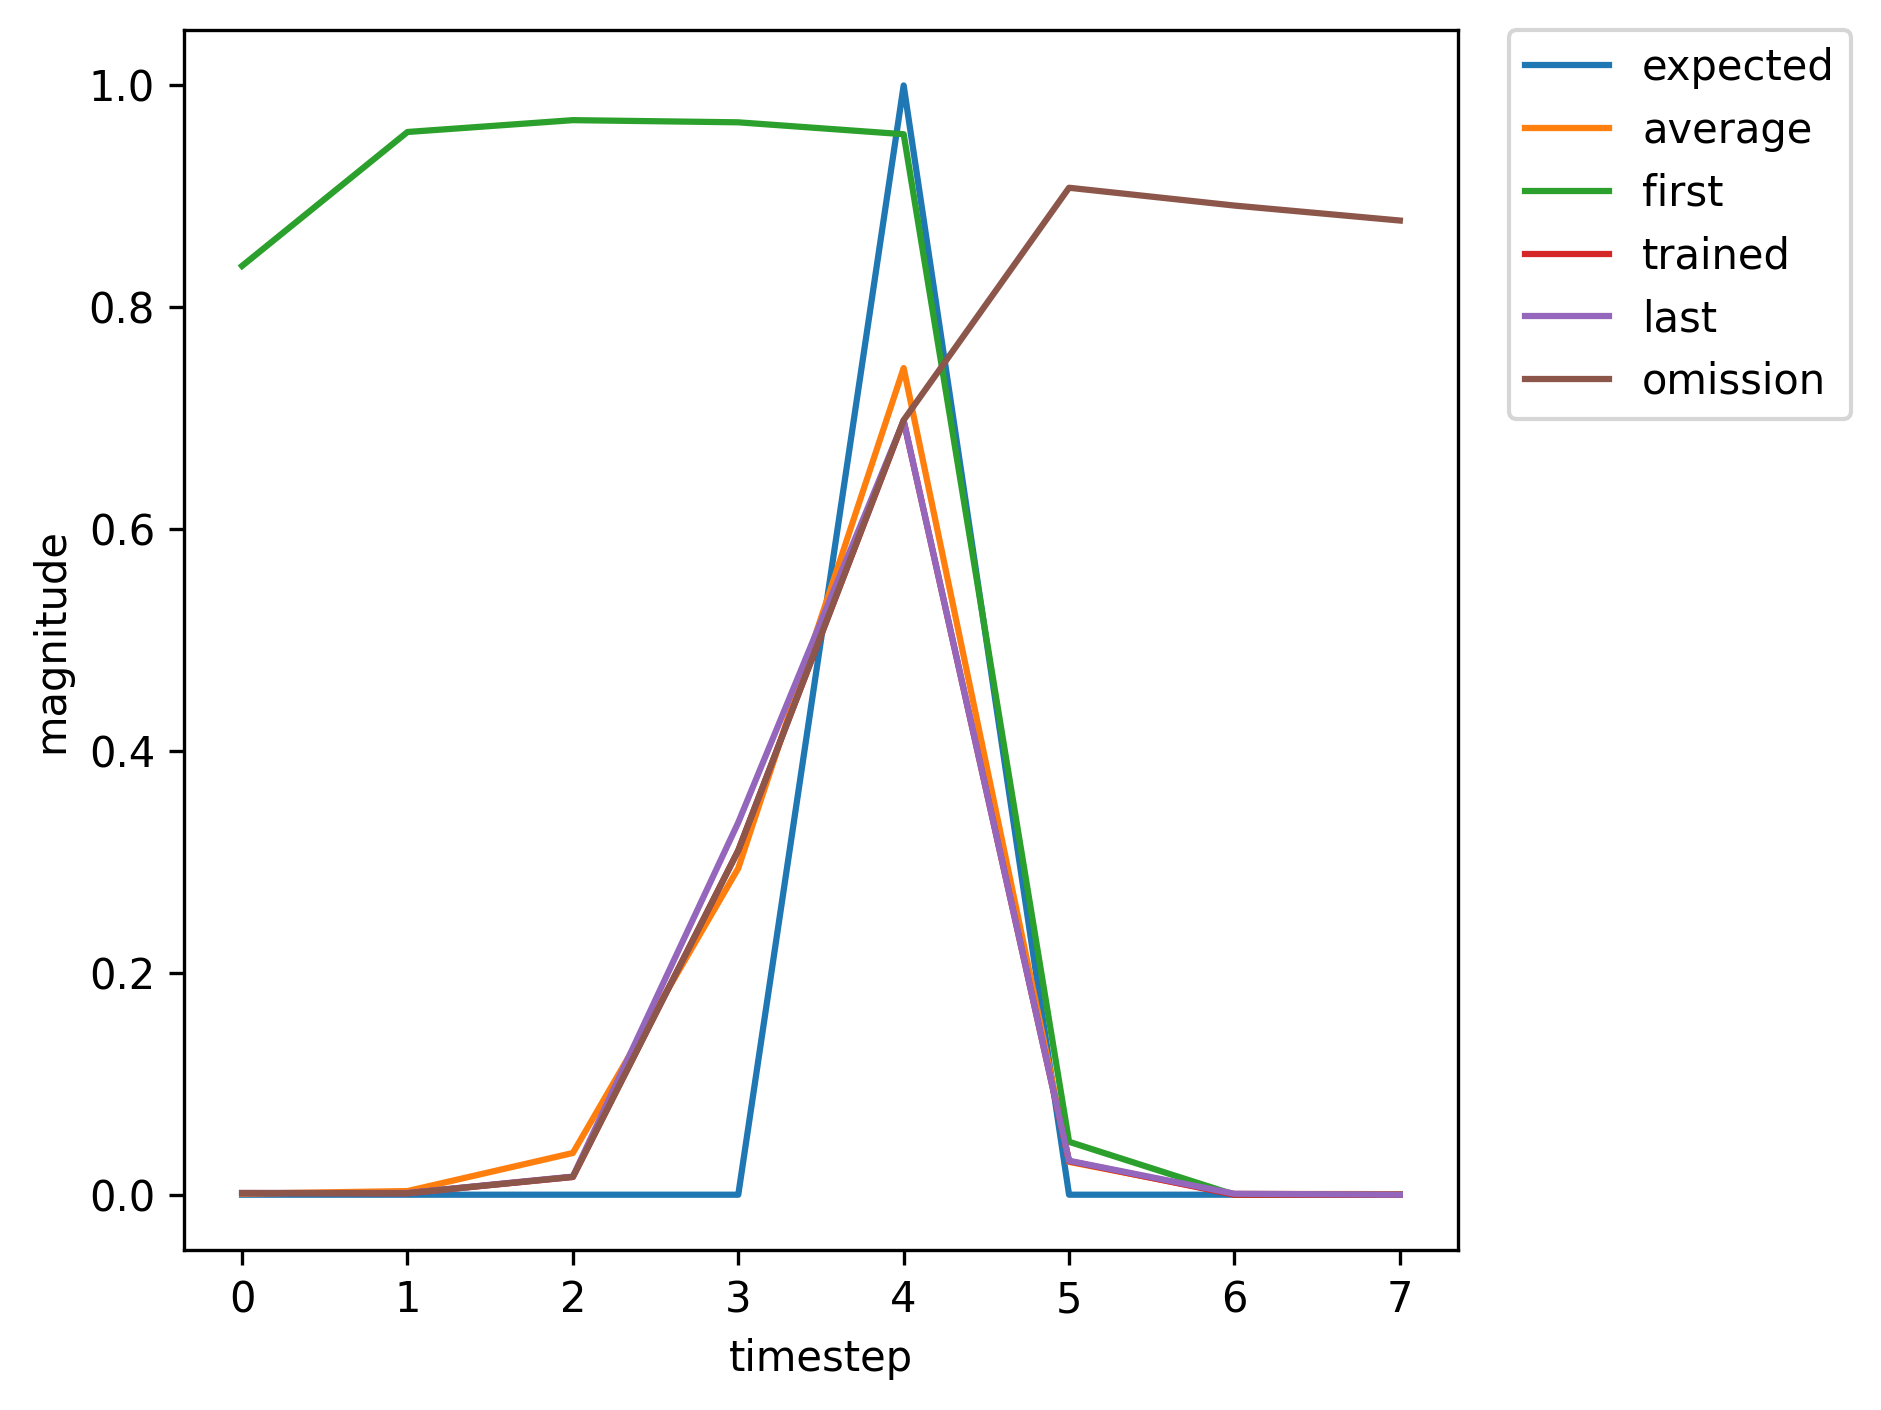 1.0
0.8
0.6
0.4
0.2
0.0
magnitude
0 1 2 3 4 5 6 7
timestep
expected
average
first
trained
last
omission